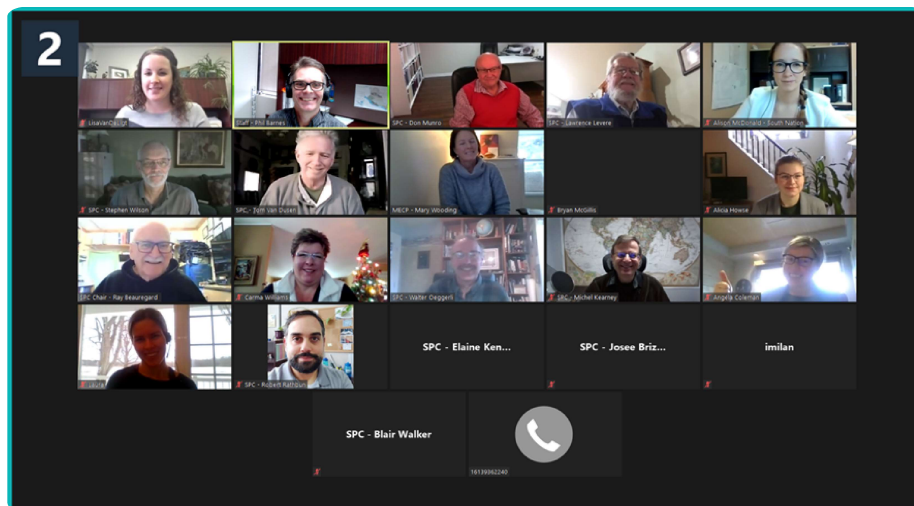 2
Staff - Phil Barnes
SPC - Don Munro
SPC - Lawrence Levere
Alison McDonald - South Nation
SPC - Stephen Wilson
SPC - Tom Van Dusen
MECP - Mary Wooding
Bryan McGillis
Alicia Howse
SPC Chair - Ray Beauregard
Carma Williams
SPC - Walter Oeggerli
SPC - Michel Kearney
Angela Coleman
SPC - Elaine Ken...
SPC - Josee Briz...
imilan
SPC - Robert
SPC - Blair Walker
16139362240